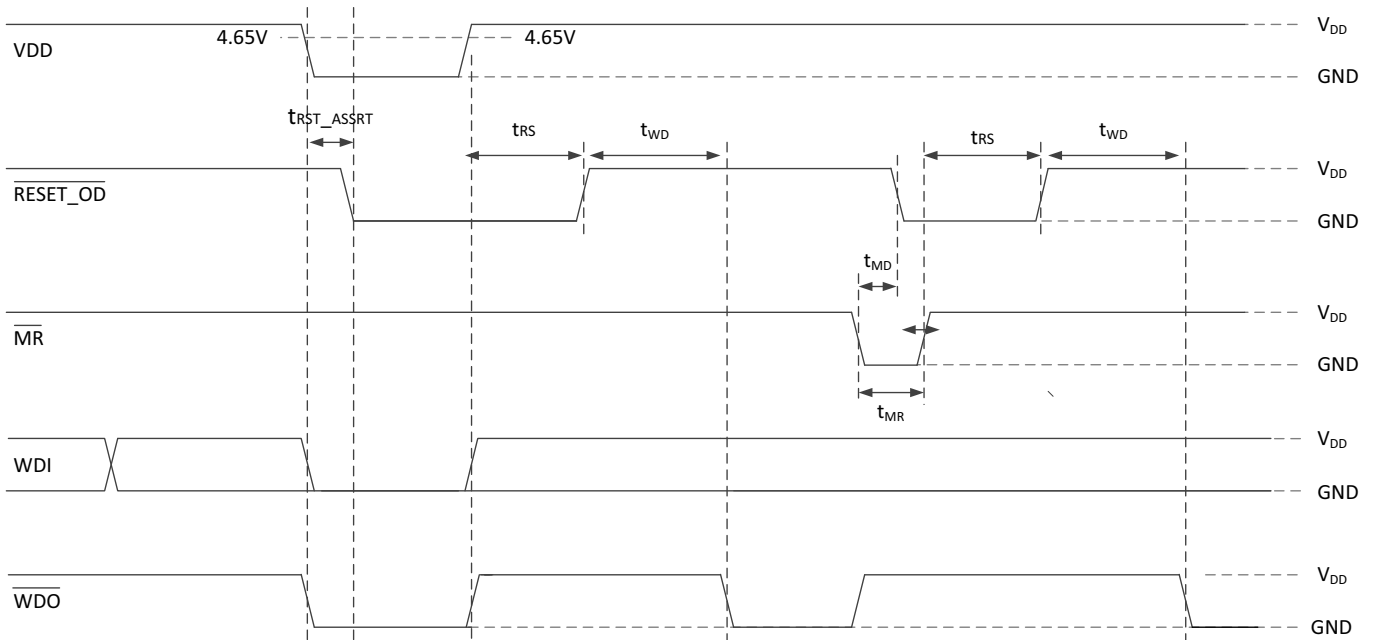 VDD
4.65V
4.65V
VDD
GND
tRST_ASSRT
tRS
tWD
tRS
tWD
RESET_OD
VDD
GND
tMD
MR
VDD
GND
tMR
WDI
VDD
GND
WDO
VDD
GND